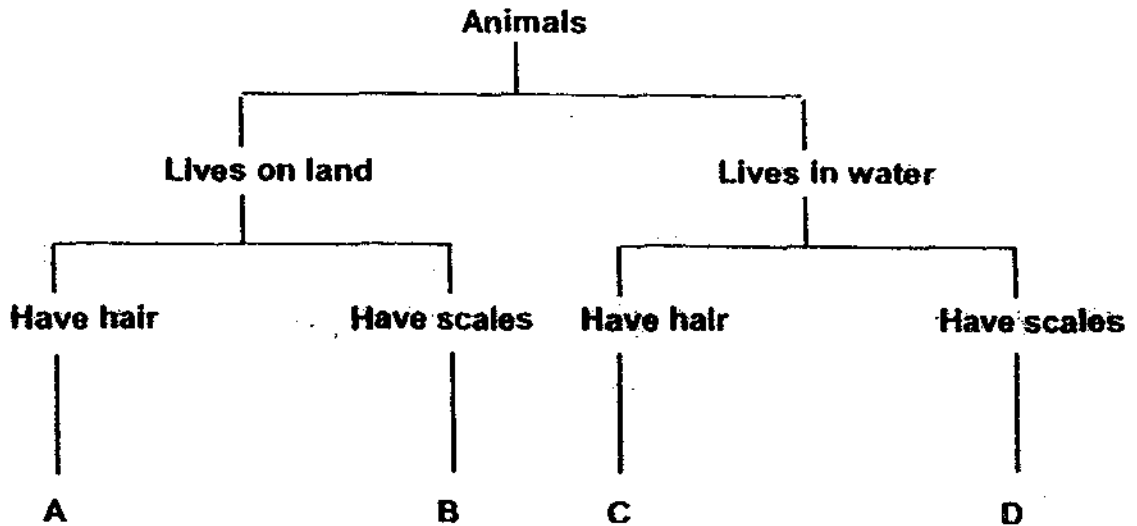 Animals
Lives on land
Lives in water
Have hair
Have scales
Have hair
Have scales
A
B
C
D